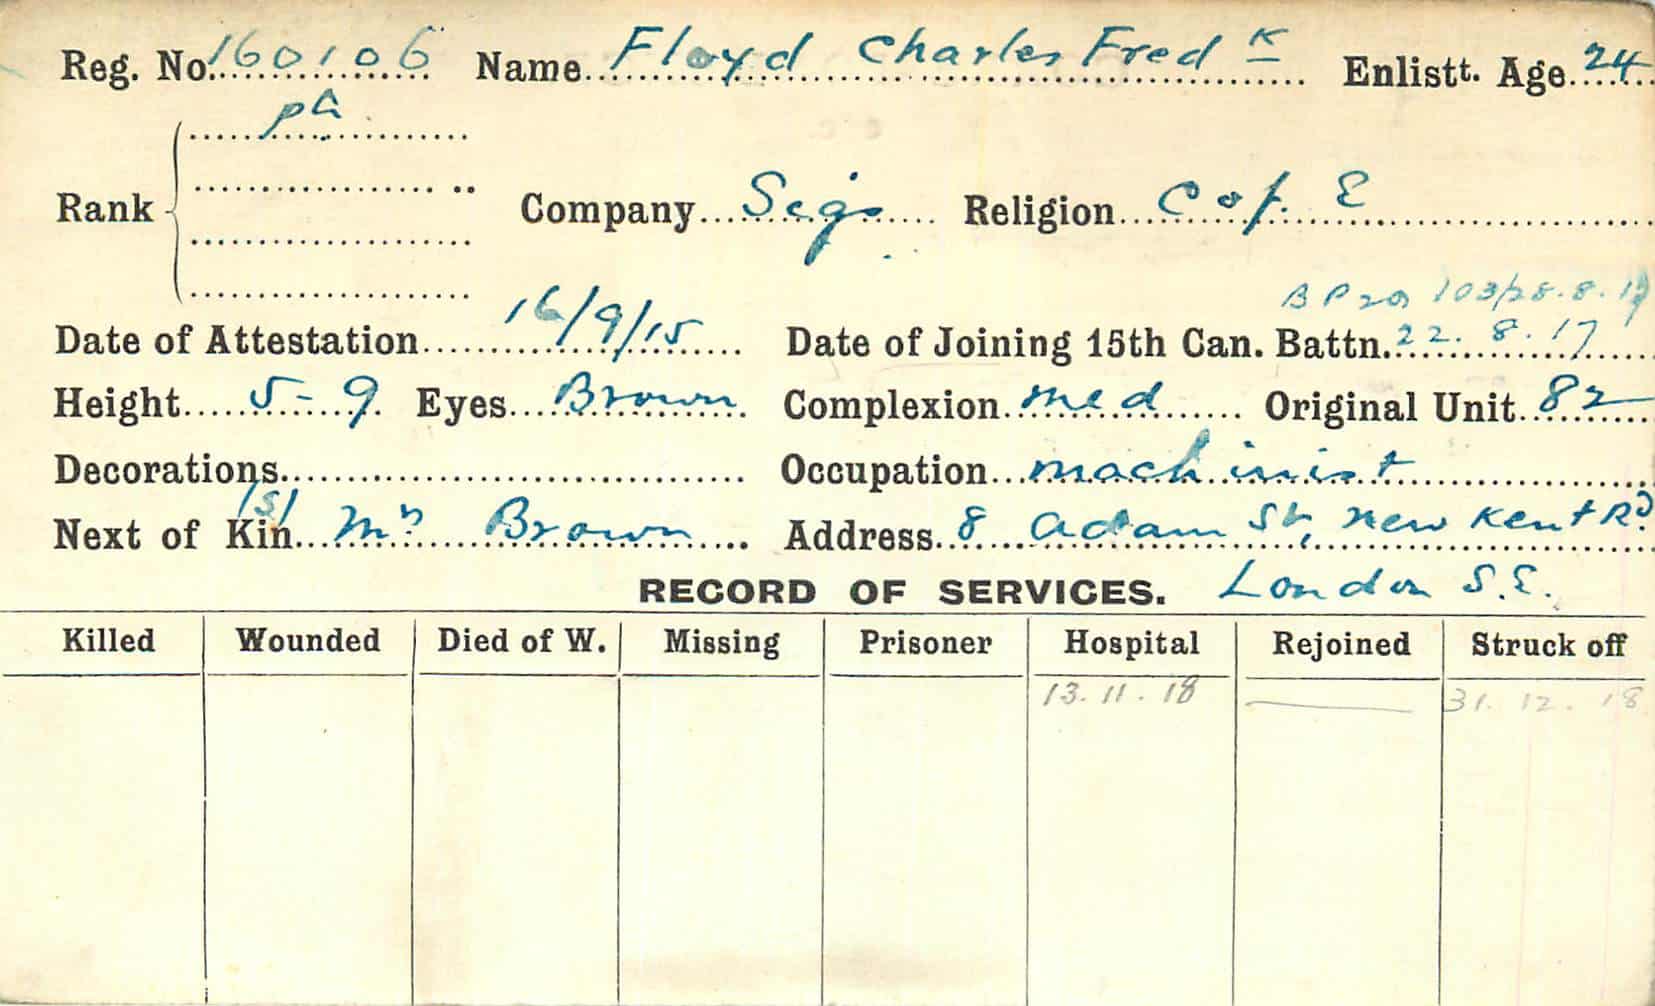 Reg. No. 160106 Name Floyd Charles Fredk Enlistt. Age 24
Rank
Company Sigs Religion C of E
103/28.8.17
Date of Attestation 16/9/15 Date of Joining 15th Can. Battn. 22.8.17
Height 5-9 Eyes Brown Complexion med Original Unit 82
Decorations Occupation machinist
(S)
Next of Kin Mrs Brown Address 8 Adam St, New Kent Rd
RECORD OF SERVICES. London S.E.
Killed Wounded Died of W. Missing Prisoner Hospital Rejoined Struck off
13.11.18 31.12.18